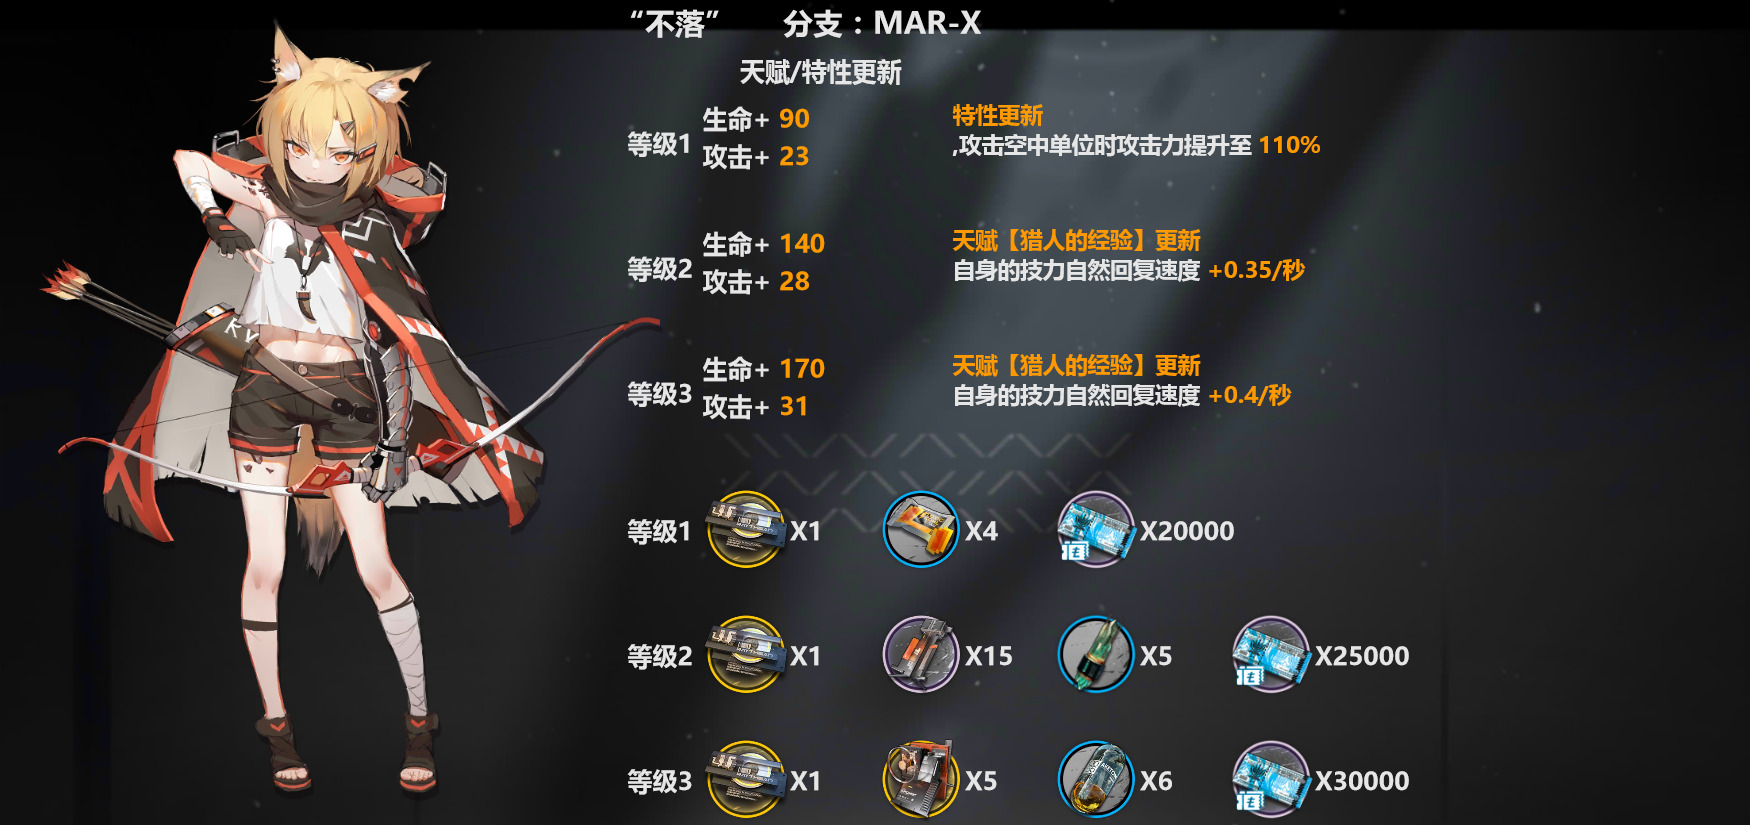 “不落” 分支：MAR-X
天赋/特性更新
等级1
生命+ 90
攻击+ 23
特性更新
,攻击空中单位时攻击力提升至 110%
等级2
生命+ 140
攻击+ 28
天赋【猎人的经验】更新
自身的技力自然回复速度 +0.35/秒
等级3
生命+ 170
攻击+ 31
天赋【猎人的经验】更新
自身的技力自然回复速度 +0.4/秒
KV
等级1 X1 X4 X20000
等级2 X1 X15 X5 X25000
等级3 X1 X5 X6 X30000